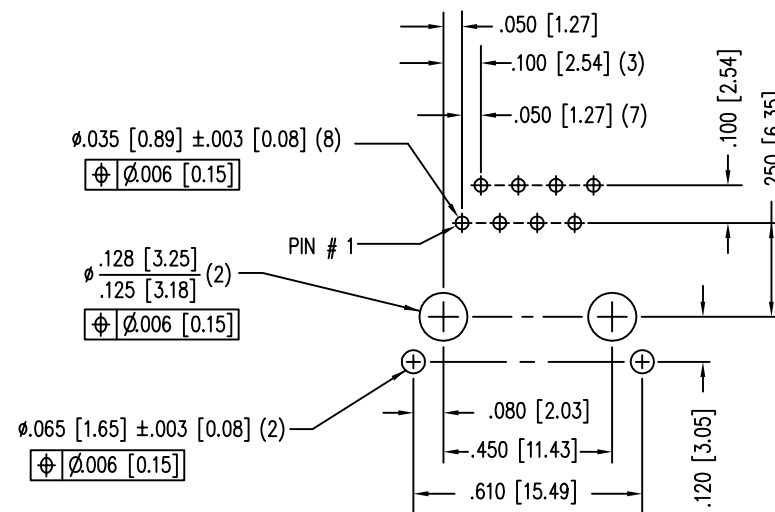 .050 [1.27]
.100 [2.54] (3)
.050 [1.27] (7)
.100 [2.54]
.250 [6.35]
ø.035 [0.89] ±.003 [0.08] (8)
⌖ Ø.006 [0.15]
PIN # 1
ø .128 [3.25] (2)
.125 [3.18]
⌖ Ø.006 [0.15]
ø.065 [1.65] ±.003 [0.08] (2)
⌖ Ø.006 [0.15]
.080 [2.03]
.450 [11.43]
.610 [15.49]
.120 [3.05]